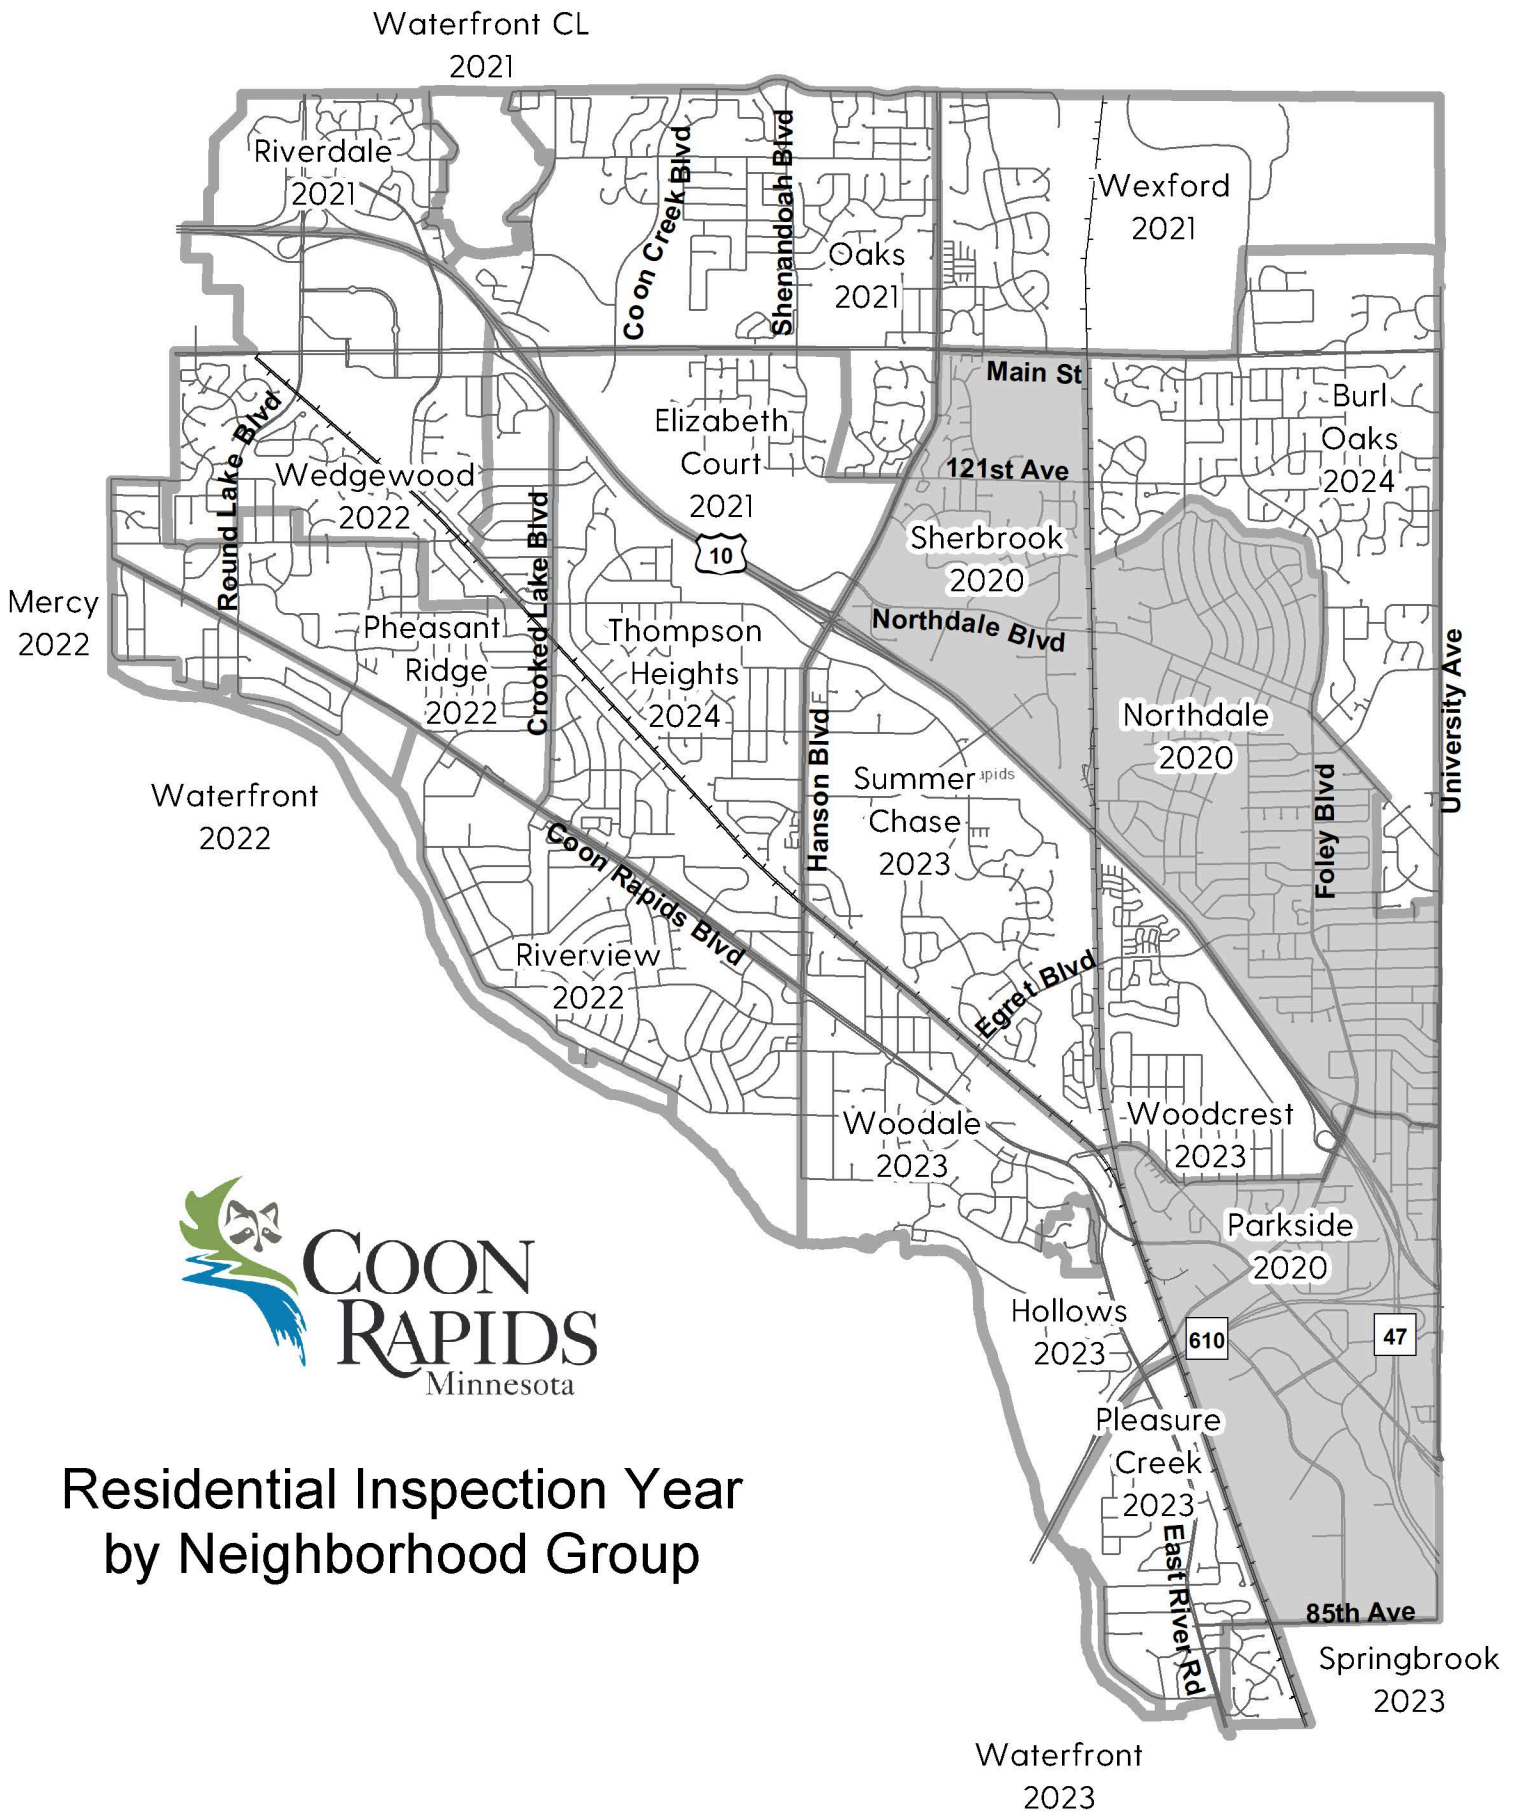 Waterfront CL
2021
Riverdale
2021
Coon Creek Blvd
Shenandoah Blvd
Oaks
2021
Wexford
2021
Main St
Elizabeth
Court
2021
Burl
Oaks
2024
Round Lake Blvd
Wedgewood
2022
Crooked Lake Blvd
121st Ave
Sherbrook
2020
10
Mercy
2022
Pheasant
Ridge
2022
Thompson
Heights
2024
Northdale Blvd
Northdale
2020
University Ave
Waterfront
2022
Hanson Blvd
Summer
Chase
2023
apids
Foley Blvd
Coon Rapids Blvd
Riverview
2022
Egret Blvd
Woodale
2023
Woodcrest
2023
Parkside
2020
COON
RAPIDS
Minnesota
Hollows
2023
610
47
Pleasure
Creek
2023
Residential Inspection Year
by Neighborhood Group
East River Rd
85th Ave
Springbrook
2023
Waterfront
2023